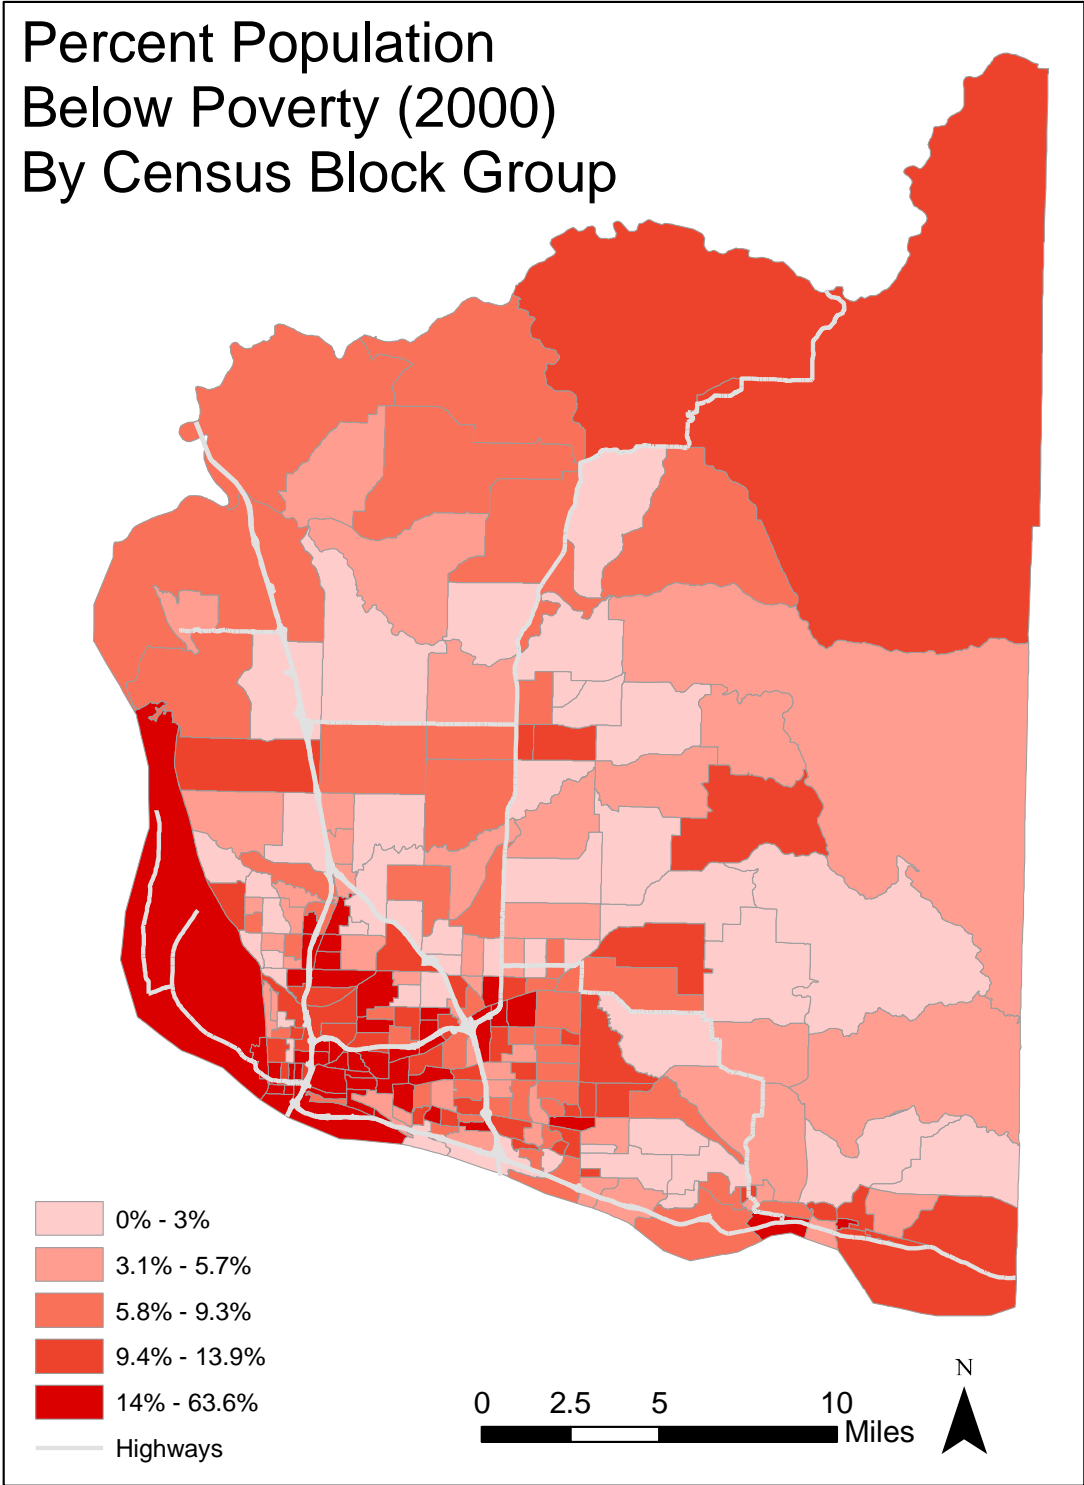 Percent Population
Below Poverty (2000)
By Census Block Group
0% - 3%
3.1% - 5.7%
5.8% - 9.3%
9.4% - 13.9%
14% - 63.6%
Highways
0 2.5 5 10
Miles
N